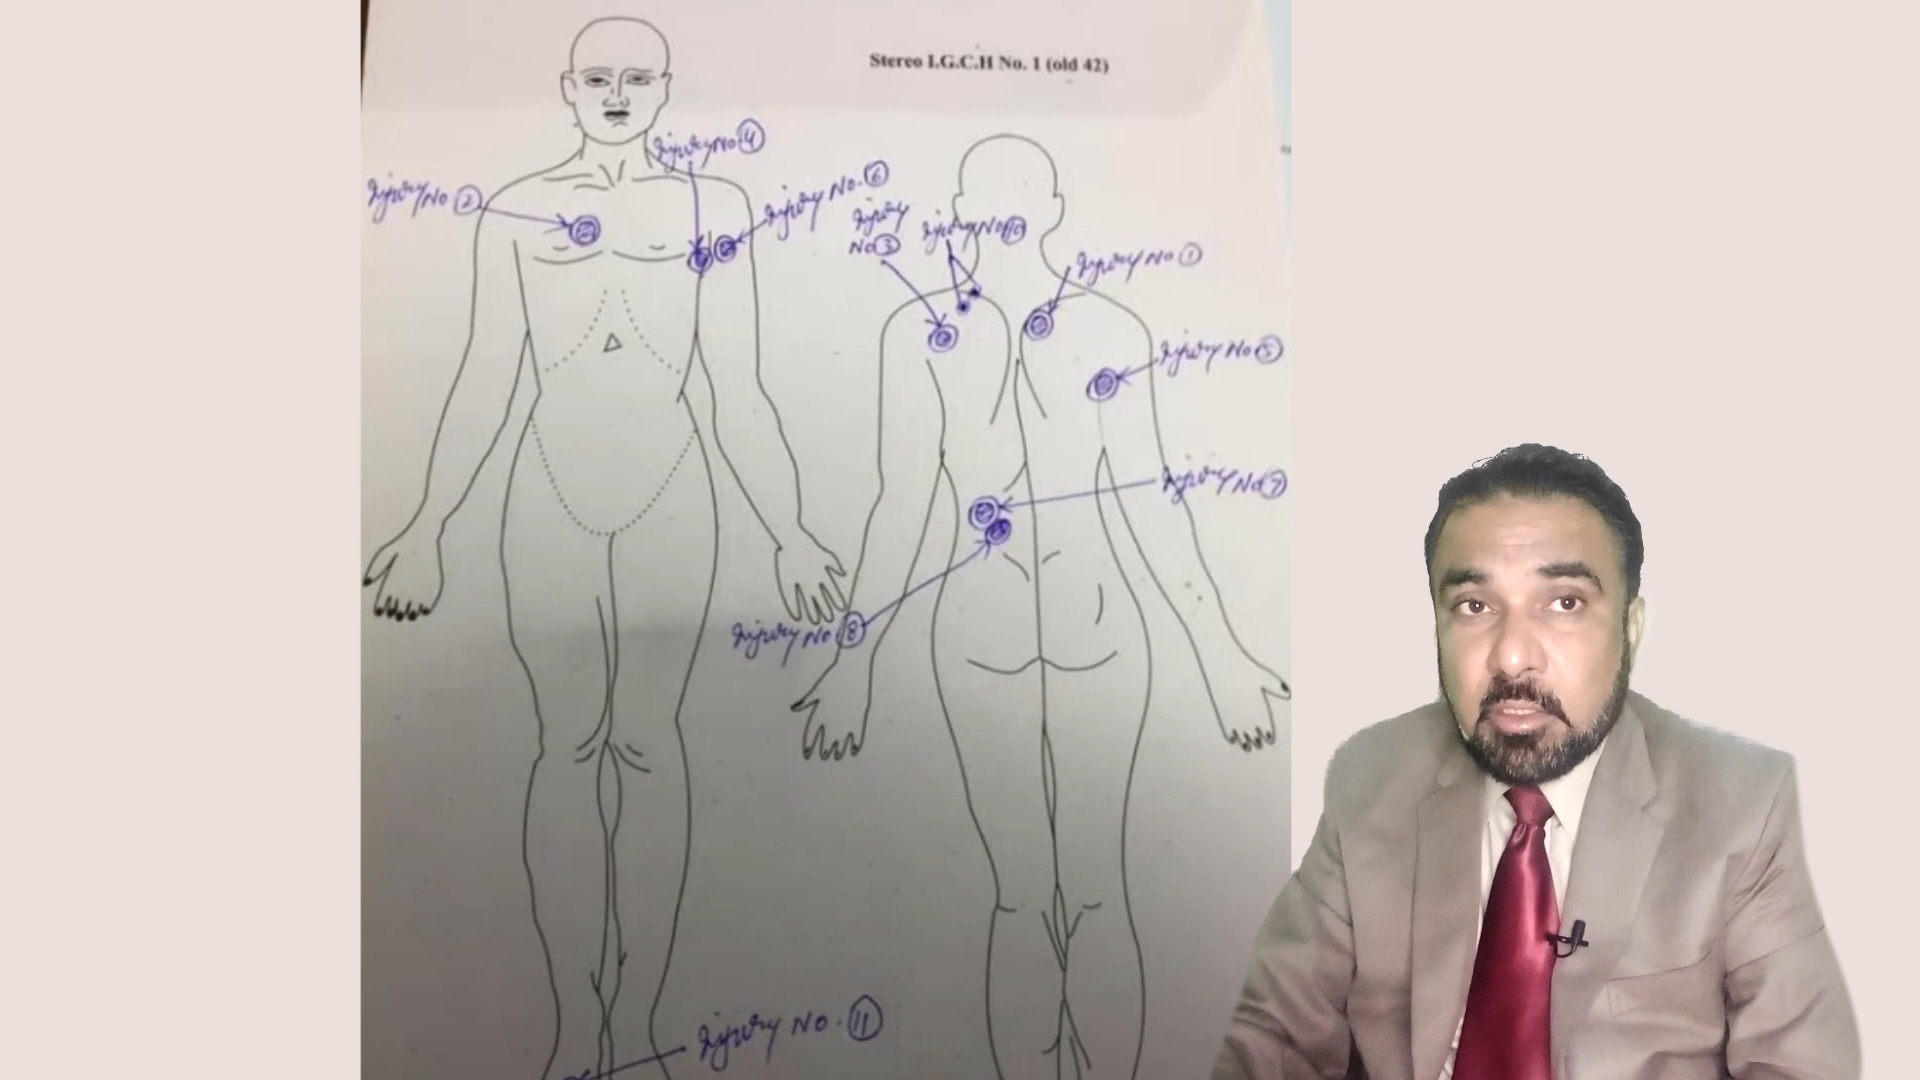 Stereo I.G.C.H No. 1 (old 42)
Injury No 4
Injury No 2
Injury No. 6
Injury
No 3
Injury No 10
Injury No. 1
Injury No 5
Injury No 7
Injury No 8
Injury No. 11